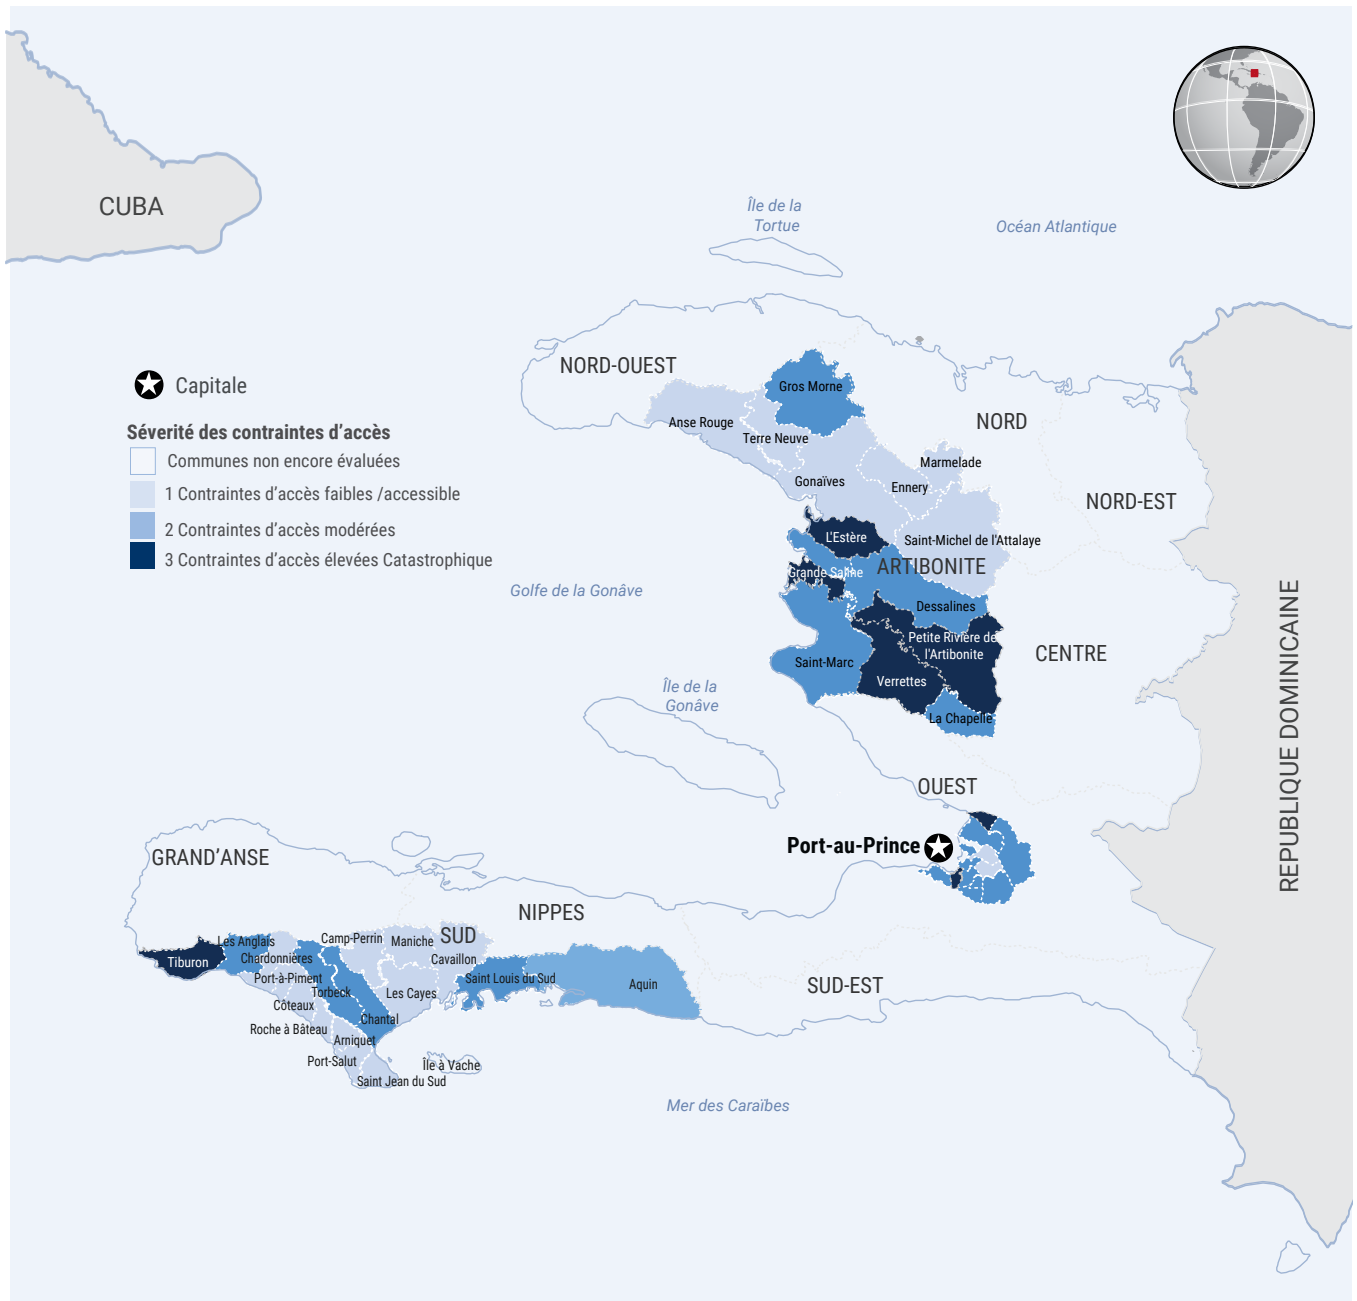 CUBA
Île de la
Tortue
Océan Atlantique
Capitale
Séverité des contraintes d'accès
Communes non encore évaluées
1 Contraintes d'accès faibles /accessible
2 Contraintes d'accès modérées
3 Contraintes d'accès élevées Catastrophique
NORD-OUEST
Gros Morne
Anse Rouge
Terre Neuve
NORD
Marmelade
Gonaïves
Ennery
NORD-EST
L'Estère
Saint-Michel de l'Attalaye
Grande Saline
ARTIBONITE
Golfe de la Gonâve
Dessalines
Petite Rivière de
l'Artibonite
CENTRE
Saint-Marc
Verrettes
Île de la
Gonâve
La Chapelle
REPUBLIQUE DOMINICAINE
OUEST
Port-au-Prince
GRAND'ANSE
NIPPES
SUD
Les Anglais
Camp-Perrin
Maniche
Tiburon
Chardonnières
Cavaillon
Port-à-Piment
Saint Louis du Sud
Aquin
SUD-EST
Torbeck
Les Cayes
Côteaux
Chantal
Roche à Bâteau
Arniquet
Port-Salut
Île à Vache
Saint Jean du Sud
Mer des Caraïbes